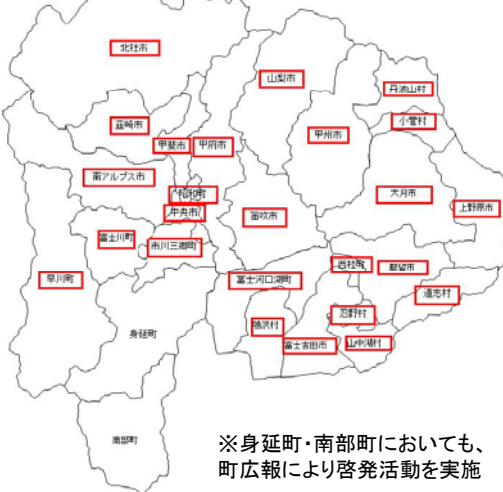 北杜市
山梨市
丹波山村
韮崎市
小菅村
甲州市
甲斐市
甲府市
南アルプス市
昭和町
大月市
中央市
笛吹市
上野原市
富士川町
市川三郷町
早川町
富士河口湖町
西桂町
都留市
道志村
身延町
鳴沢村
忍野村
富士吉田市
山中湖村
南部町
※身延町・南部町においても、
町広報により啓発活動を実施